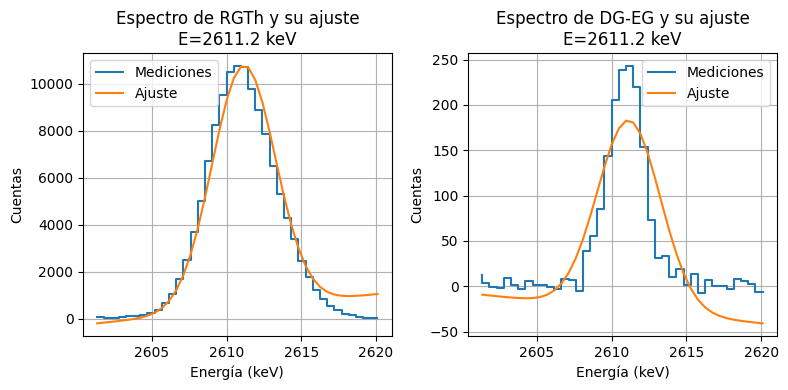 Espectro de RGTh y su ajuste
E=2611.2 keV
Mediciones
Ajuste
Cuentas
10000
8000
6000
4000
2000
0
2605
2610
2615
2620
Energía (keV)
Espectro de DG-EG y su ajuste
E=2611.2 keV
Mediciones
Ajuste
Cuentas
250
200
150
100
50
0
−50
2605
2610
2615
2620
Energía (keV)